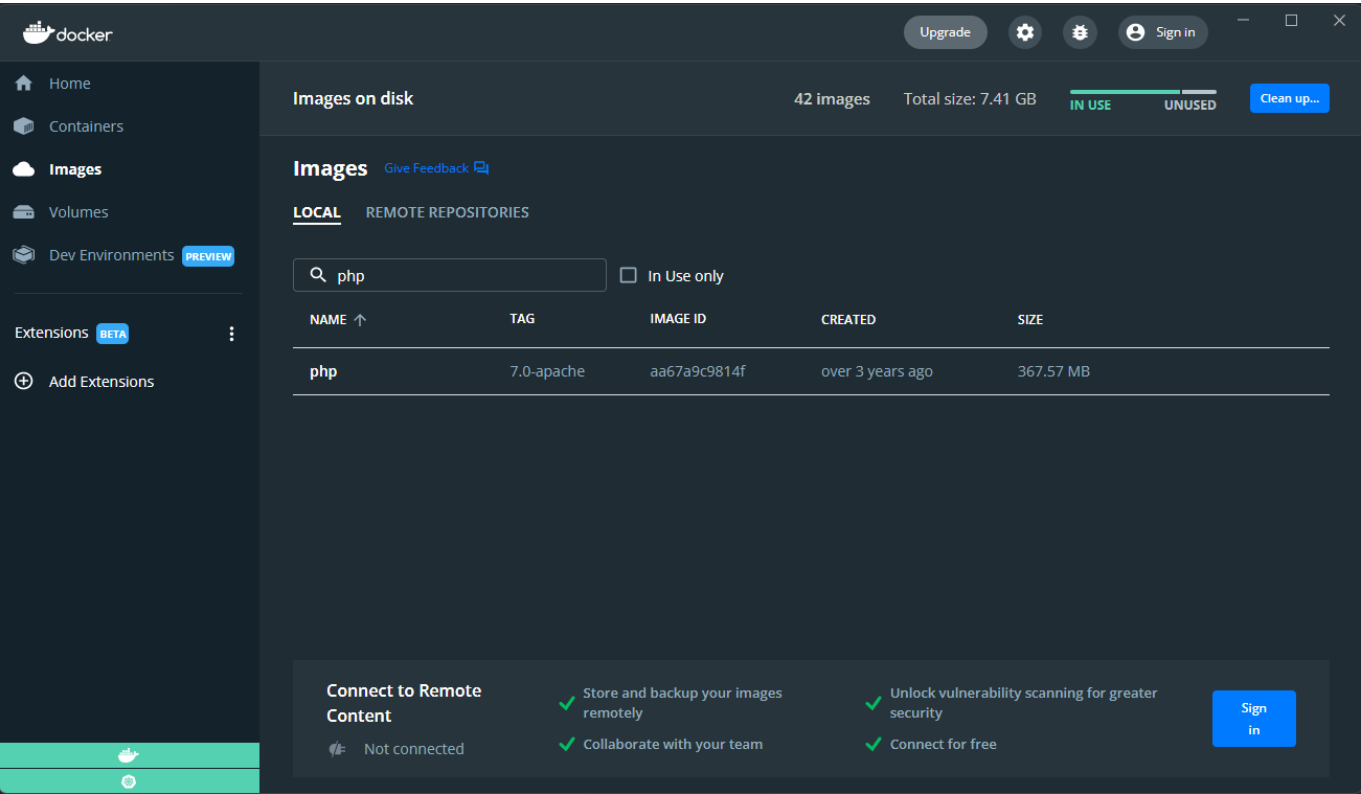 docker
Upgrade
Sign in
Home
Containers
Images
Volumes
Dev Environments PREVIEW
Extensions BETA
Add Extensions
Images on disk
42 images
Total size: 7.41 GB
IN USE
UNUSED
Clean up...
Images Give Feedback
LOCAL REMOTE REPOSITORIES
php
In Use only
NAME TAG IMAGE ID CREATED SIZE
php 7.0-apache aa67a9c9814f over 3 years ago 367.57 MB
Connect to Remote
Content
Not connected
Store and backup your images
remotely
Collaborate with your team
Unlock vulnerability scanning for greater
security
Connect for free
Sign
in